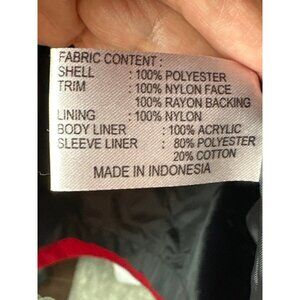 FABRIC CONTENT :
SHELL : 100% POLYESTER
TRIM : 100% NYLON FACE
100% RAYON BACKING
LINING : 100% NYLON
BODY LINER : 100% ACRYLIC
SLEEVE LINER : 80% POLYESTER
20% COTTON
MADE IN INDONESIA